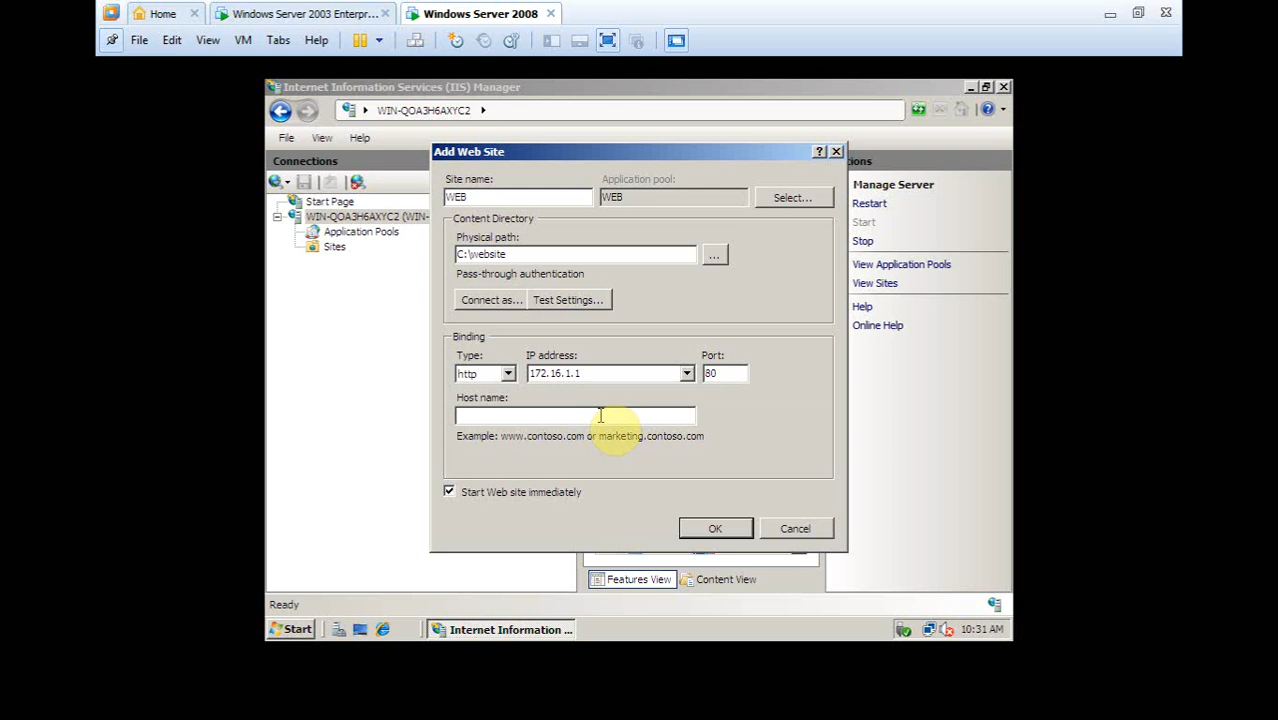 Home
Windows Server 2003 Enterpr...
Windows Server 2008
File Edit View VM Tabs Help
Internet Information Services (IIS) Manager
WIN-QOA3H6AXYC2
File View Help
Connections
Start Page
WIN-QOA3H6AXYC2 (WIN-
Application Pools
Sites
Add Web Site
Site name:
Application pool:
WEB
WEB
Select...
Content Directory
Physical path:
C:\website
...
Pass-through authentication
Connect as...
Test Settings...
Binding
Type:
IP address:
Port:
http
172.16.1.1
80
Host name:
Example: www.contoso.com or marketing.contoso.com
Start Web site immediately
OK
Cancel
ions
Manage Server
Restart
Start
Stop
View Application Pools
View Sites
Help
Online Help
Features View
Content View
Ready
Start
Internet Information ...
10:31 AM